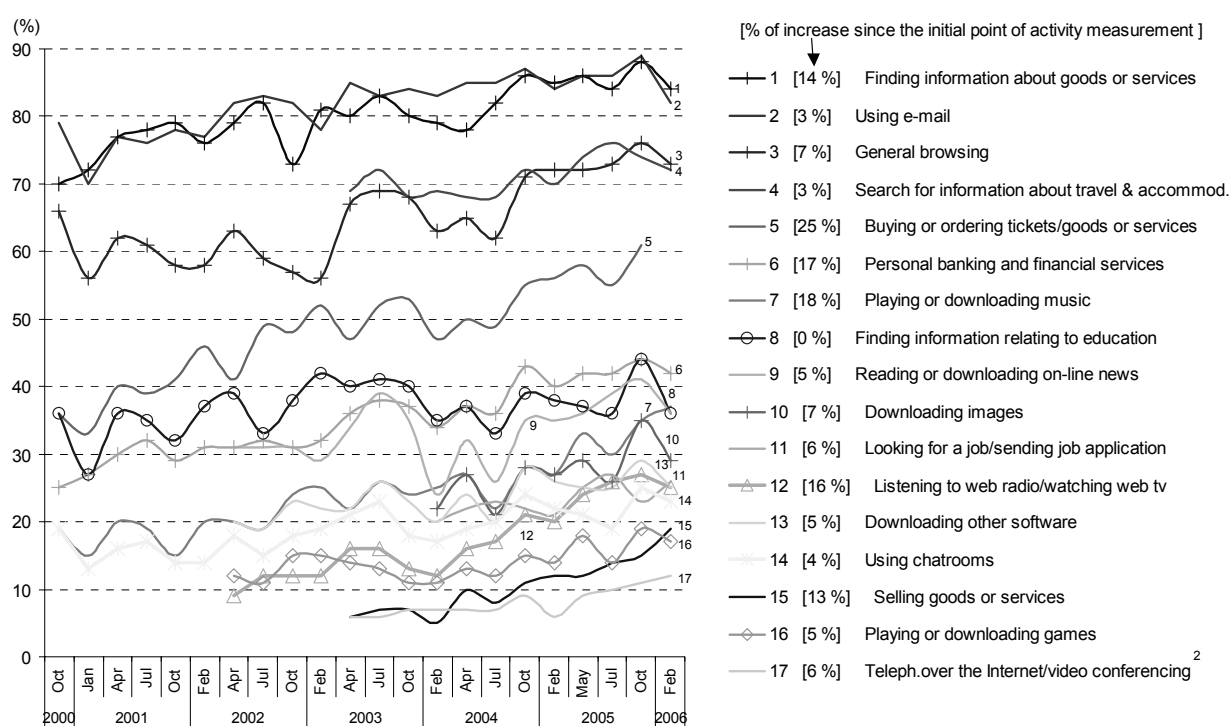 (%)
[% of increase since the initial point of activity measurement ]
90
80
70
60
50
40
30
20
10
0
1
2
3
4
5
6
8
9
7
10
13
11
12
14
15
16
17
Oct Jan Apr Jul Oct Feb Apr Jul Oct Feb Apr Jul Oct Feb Apr Jul Oct Feb May Jul Oct Feb
2000 2001 2002 2003 2004 2005 2006
1 [14 %] Finding information about goods or services
2 [3 %] Using e-mail
3 [7 %] General browsing
4 [3 %] Search for information about travel & accommod.
5 [25 %] Buying or ordering tickets/goods or services
6 [17 %] Personal banking and financial services
7 [18 %] Playing or downloading music
8 [0 %] Finding information relating to education
9 [5 %] Reading or downloading on-line news
10 [7 %] Downloading images
11 [6 %] Looking for a job/sending job application
12 [16 %] Listening to web radio/watching web tv
13 [5 %] Downloading other software
14 [4 %] Using chatrooms
15 [13 %] Selling goods or services
16 [5 %] Playing or downloading games
17 [6 %] Teleph.over the Internet/video conferencing 2